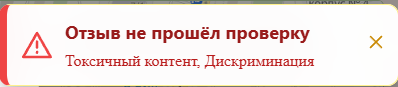 Отзыв не прошёл проверку
Токсичный контент, Дискриминация